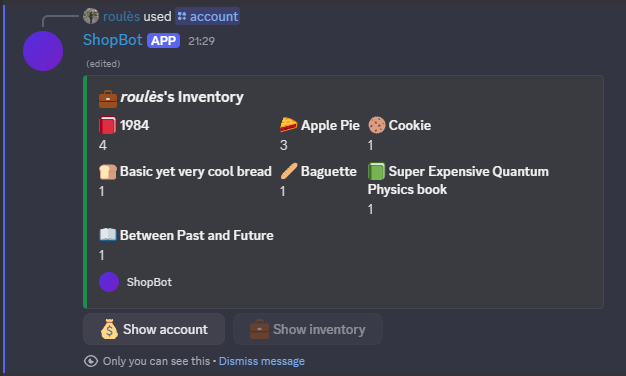 roulès used account
ShopBot APP 21:29
(edited)
roulès's Inventory
1984 Apple Pie Cookie
4 3 1
Basic yet very cool bread Baguette Super Expensive Quantum
Physics book
1 1
1
Between Past and Future
1
ShopBot
Show account Show inventory
Only you can see this • Dismiss message